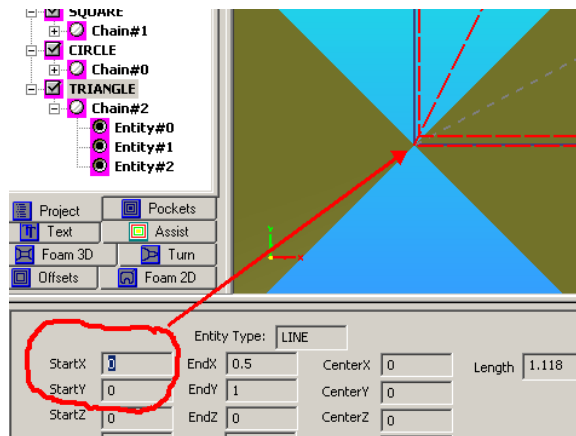 SQUARE
Chain#1
CIRCLE
Chain#0
TRIANGLE
Chain#2
Entity#0
Entity#1
Entity#2
Project Pockets
Text Assist
Foam 3D Turn
Offsets Foam 2D
Y
X
Entity Type: LINE
StartX 0 EndX 0.5 CenterX 0 Length 1.118
StartY 0 EndY 1 CenterY 0
StartZ 0 EndZ 0 CenterZ 0